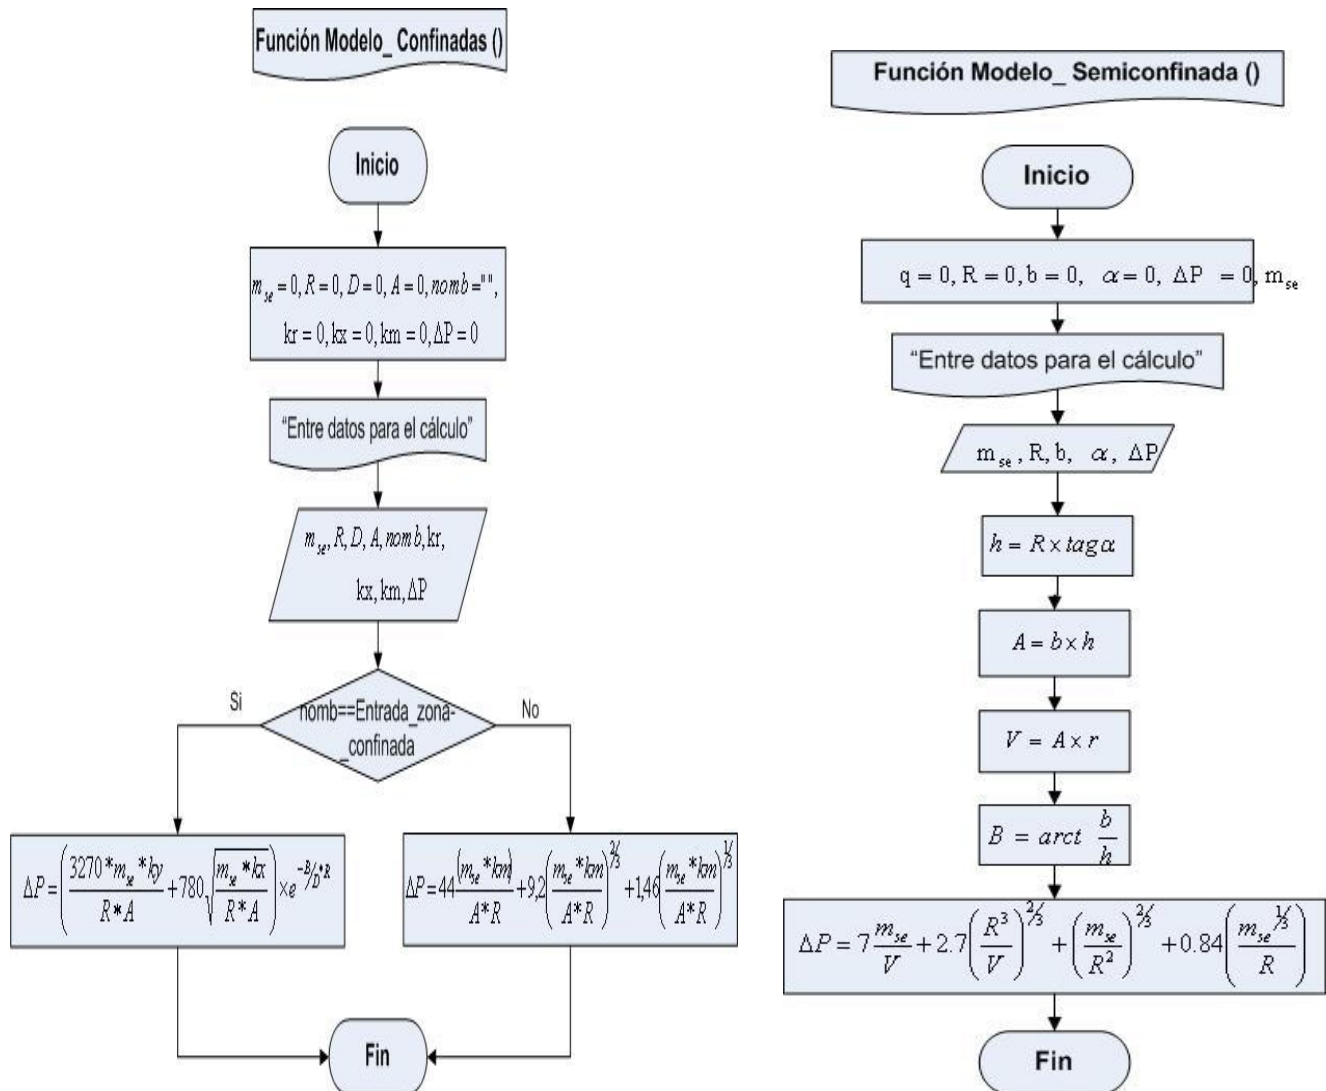 Función Modelo_ Confinadas ()
Inicio
m_se = 0, R = 0, D = 0, A = 0, nomb ="",
kr = 0, kx = 0, km = 0, ΔP = 0
“Entre datos para el cálculo”
m_se, R, D, A, nomb, kr,
kx, km, ΔP
Si
nomb==Entrada_zona-
_confinada
No
ΔP = (3270*m_se*ky / R*A + 780√(m_se*kx / R*A)) × e^(-B/D*R)
ΔP = 44 (m_se*km) / A*R + 9,2 (m_se*km / A*R)^(2/3) + 1,46 (m_se*km / A*R)^(1/3)
Fin
Función Modelo_ Semiconfinada ()
Inicio
q = 0, R = 0, b = 0, α = 0, ΔP = 0, m_se
“Entre datos para el cálculo”
m_se, R, b, α, ΔP
h = R × tag α
A = b × h
V = A × r
B = arct b/h
ΔP = 7 m_se/V + 2.7 (R^3/V)^(2/3) + (m_se/R^2)^(2/3) + 0.84 (m_se^(1/3)/R)
Fin